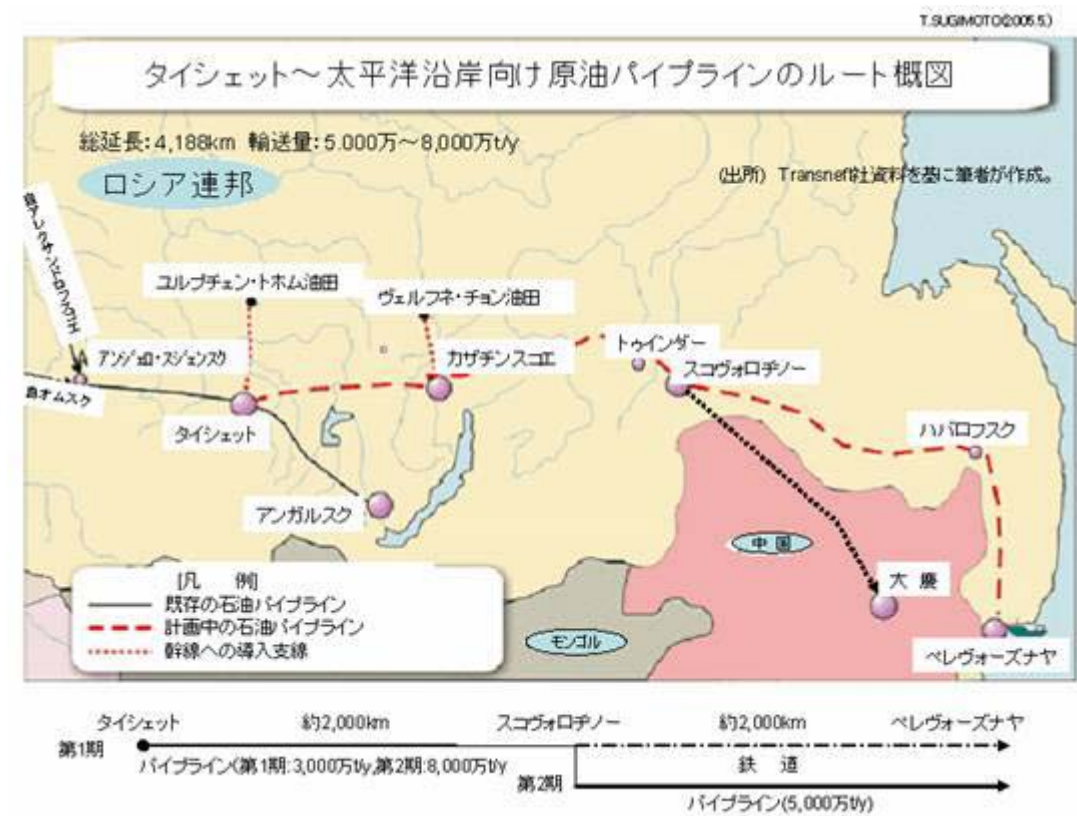 T.SUGIMOTO(2005.5.)
タイシェット～太平洋沿岸向け原油パイプラインのルート概図
総延長:4,188km 輸送量:5.000万～8,000万t/y
ロシア連邦
(出所) Transneft社資料を基に筆者が作成。
ユルブチェン・トホム油田
ヴェルフネ・チョン油田
アンジェロ・スジェンスク
カザチンスコエ
トゥインダー
スコヴォロヂノー
自オムスク
タイシェット
ハバロフスク
アンガルスク
中国
大慶
[凡 例]
既存の石油パイプライン
計画中の石油パイプライン
幹線への導入支線
モンゴル
ペレヴォーズナヤ
タイシェット 約2,000km スコヴォロヂノー 約2,000km ペレヴォーズナヤ
第1期
パイプライン(第1期:3,000万t/y,第2期:8,000万t/y
鉄 道
第2期
パイプライン(5,000万t/y)